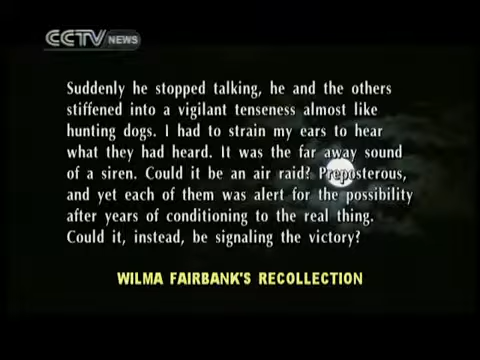 CCTV NEWS
Suddenly he stopped talking, he and the others
stiffened into a vigilant tenseness almost like
hunting dogs. I had to strain my ears to hear
what they had heard. It was the far away sound
of a siren. Could it be an air raid? Preposterous,
and yet each of them was alert for the possibility
after years of conditioning to the real thing.
Could it, instead, be signaling the victory?
WILMA FAIRBANK'S RECOLLECTION